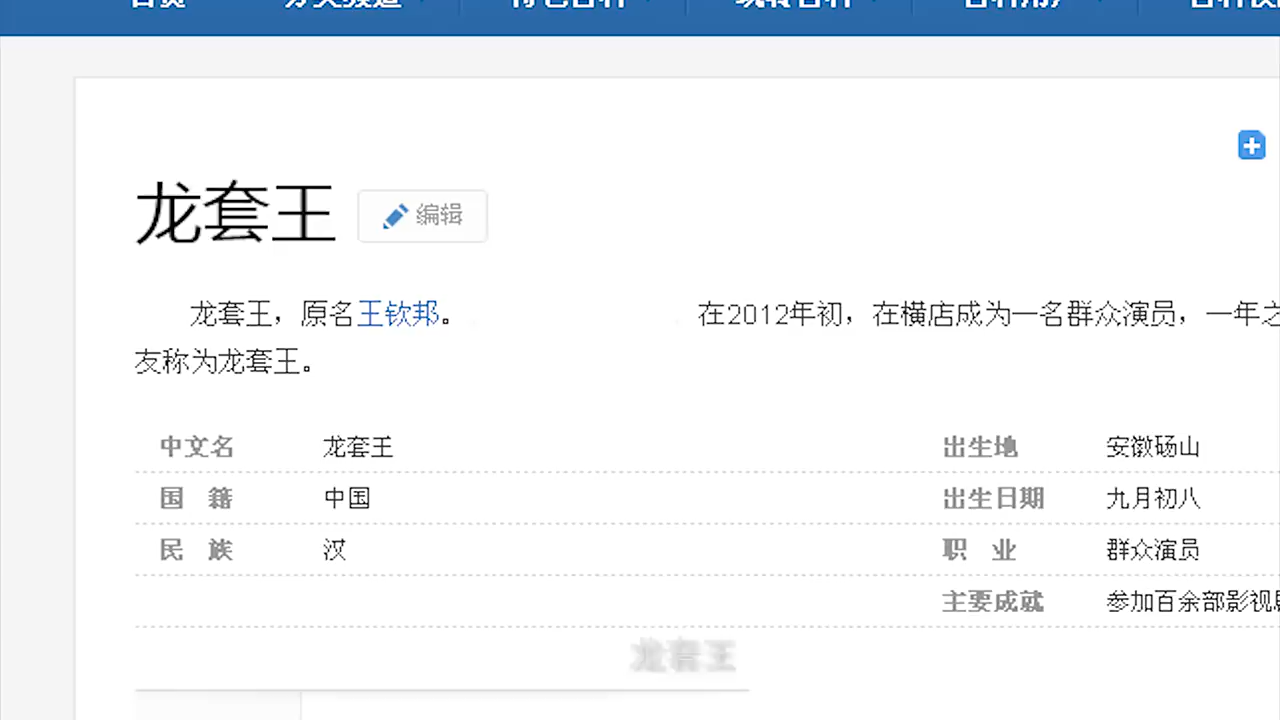 龙套王 编辑
龙套王，原名王钦邦。 在2012年初，在横店成为一名群众演员，一年之
友称为龙套王。
中文名 龙套王 出生地 安徽砀山
国 籍 中国 出生日期 九月初八
民 族 汉 职 业 群众演员
主要成就 参加百余部影视剧
龙套王